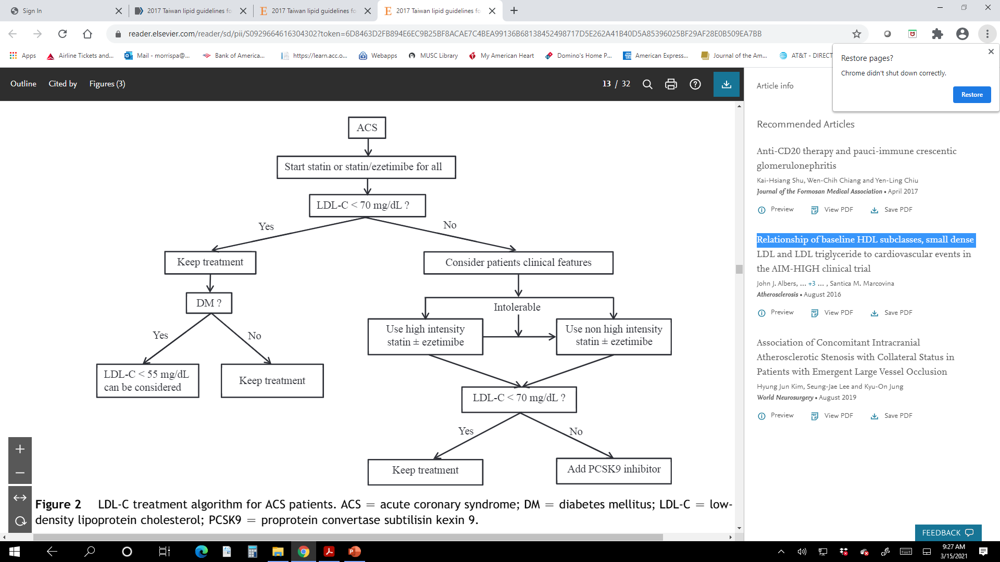 Sign In
2017 Taiwan lipid guidelines fo
2017 Taiwan lipid guidelines fo
2017 Taiwan lipid guidelines fo
reader.elsevier.com/reader/sd/pii/S0929664616304302?token=6D8463D2FB894E6EC9B25BF8ACAE7C4BEA99136B68138452498717D5E262A41B40D5A85396025BF29AF28E0B509EA7BB
Apps
Airline Tickets and...
Mail - morrispa@...
Bank of America...
https://learn.acc.o...
Webapps
MUSC Library
My American Heart
Domino's Home P...
American Express...
Journal of the Am...
AT&T - DIRECT
Restore pages?
Chrome didn't shut down correctly.
Restore
Outline
Cited by
Figures (3)
13 / 32
Article info
ACS
Start statin or statin/ezetimibe for all
LDL-C < 70 mg/dL ?
Yes
No
Keep treatment
Consider patients clinical features
DM ?
Intolerable
Yes
No
Use high intensity
statin ± ezetimibe
Use non high intensity
statin ± ezetimibe
LDL-C < 55 mg/dL
can be considered
Keep treatment
LDL-C < 70 mg/dL ?
Yes
No
Keep treatment
Add PCSK9 inhibitor
Figure 2 LDL-C treatment algorithm for ACS patients. ACS = acute coronary syndrome; DM = diabetes mellitus; LDL-C = low-
density lipoprotein cholesterol; PCSK9 = proprotein convertase subtilisin kexin 9.
Recommended Articles
Anti-CD20 therapy and pauci-immune crescentic
glomerulonephritis
Kai-Hsiang Shu, Wen-Chih Chiang and Yen-Ling Chiu
Journal of the Formosan Medical Association • April 2017
Preview
View PDF
Save PDF
Relationship of baseline HDL subclasses, small dense
LDL and LDL triglyceride to cardiovascular events in
the AIM-HIGH clinical trial
John J. Albers, ... +3 ... , Santica M. Marcovina
Atherosclerosis • August 2016
Preview
View PDF
Save PDF
Association of Concomitant Intracranial
Atherosclerotic Stenosis with Collateral Status in
Patients with Emergent Large Vessel Occlusion
Hyung Jun Kim, Seung-Jae Lee and Kyu-On Jung
World Neurosurgery • August 2019
Preview
View PDF
Save PDF
FEEDBACK
9:27 AM
3/15/2021